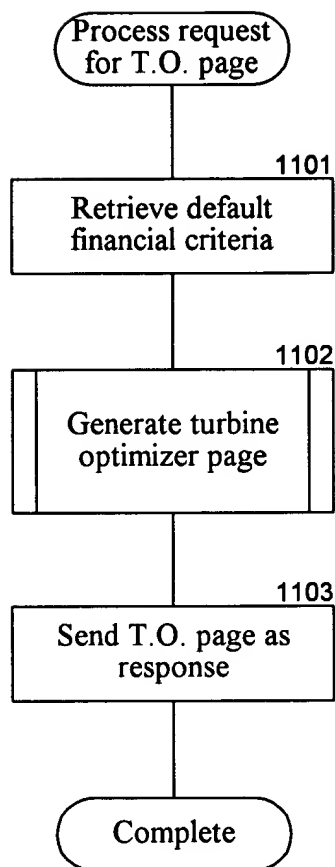 Process request
for T.O. page
1101
Retrieve default
financial criteria
1102
Generate turbine
optimizer page
1103
Send T.O. page as
response
Complete